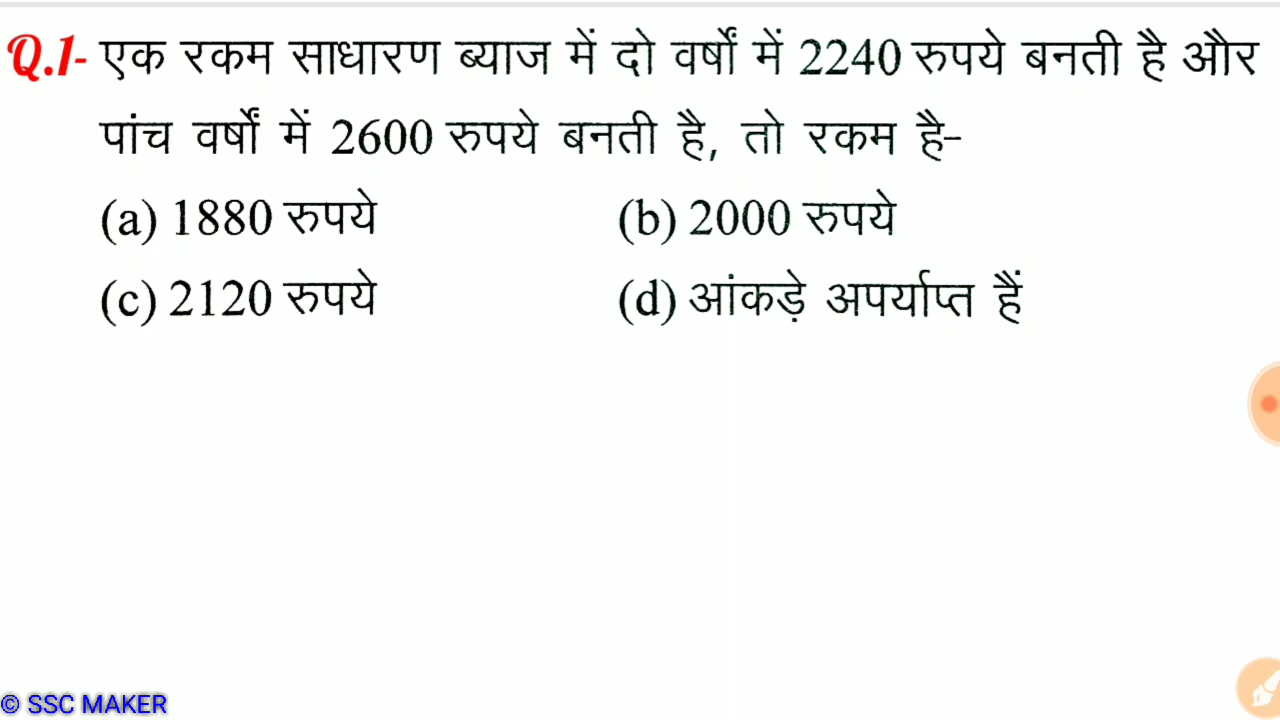 Q.1- एक रकम साधारण ब्याज में दो वर्षों में 2240 रुपये बनती है और
पांच वर्षों में 2600 रुपये बनती है, तो रकम है-
(a) 1880 रुपये (b) 2000 रुपये
(c) 2120 रुपये (d) आंकड़े अपर्याप्त हैं
© SSC MAKER